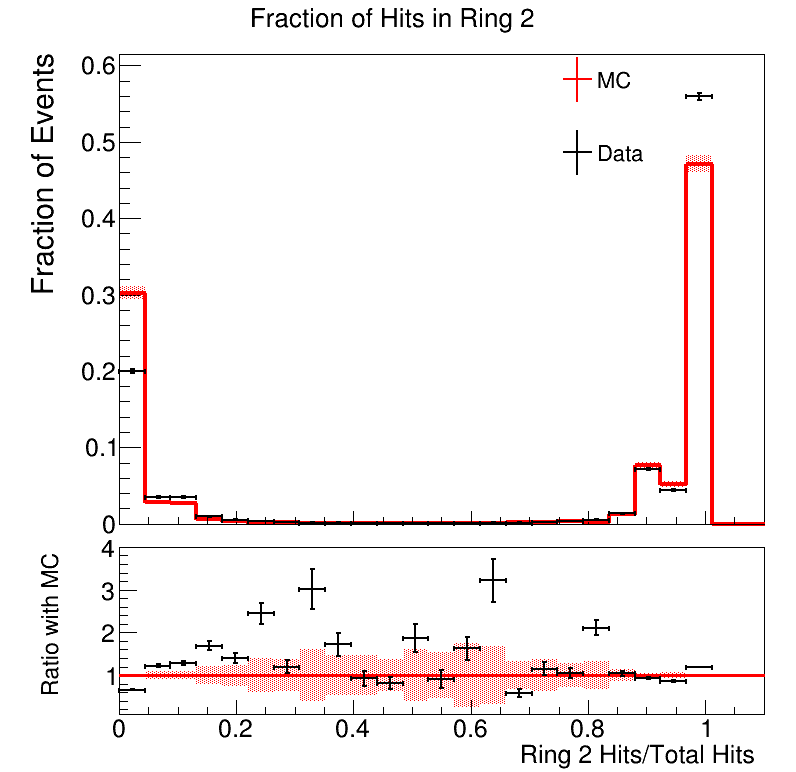 Fraction of Hits in Ring 2
Fraction of Events
0.6
0.5
0.4
0.3
0.2
0.1
0
MC
Data
Ratio with MC
4
3
2
1
0
0.2
0.4
0.6
0.8
1
Ring 2 Hits/Total Hits